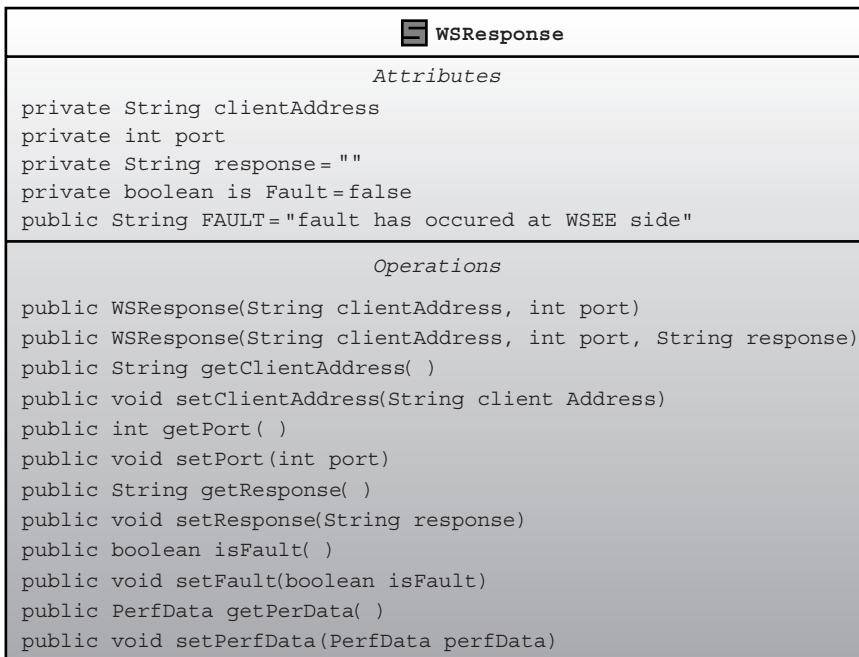 WSResponse
Attributes
private String clientAddress
private int port
private String response = ""
private boolean is Fault = false
public String FAULT = "fault has occured at WSEE side"
Operations
public WSResponse(String clientAddress, int port)
public WSResponse(String clientAddress, int port, String response)
public String getClientAddress( )
public void setClientAddress(String client Address)
public int getPort( )
public void setPort(int port)
public String getResponse( )
public void setResponse(String response)
public boolean isFault( )
public void setFault(boolean isFault)
public PerfData getPerData( )
public void setPerfData(PerfData perfData)